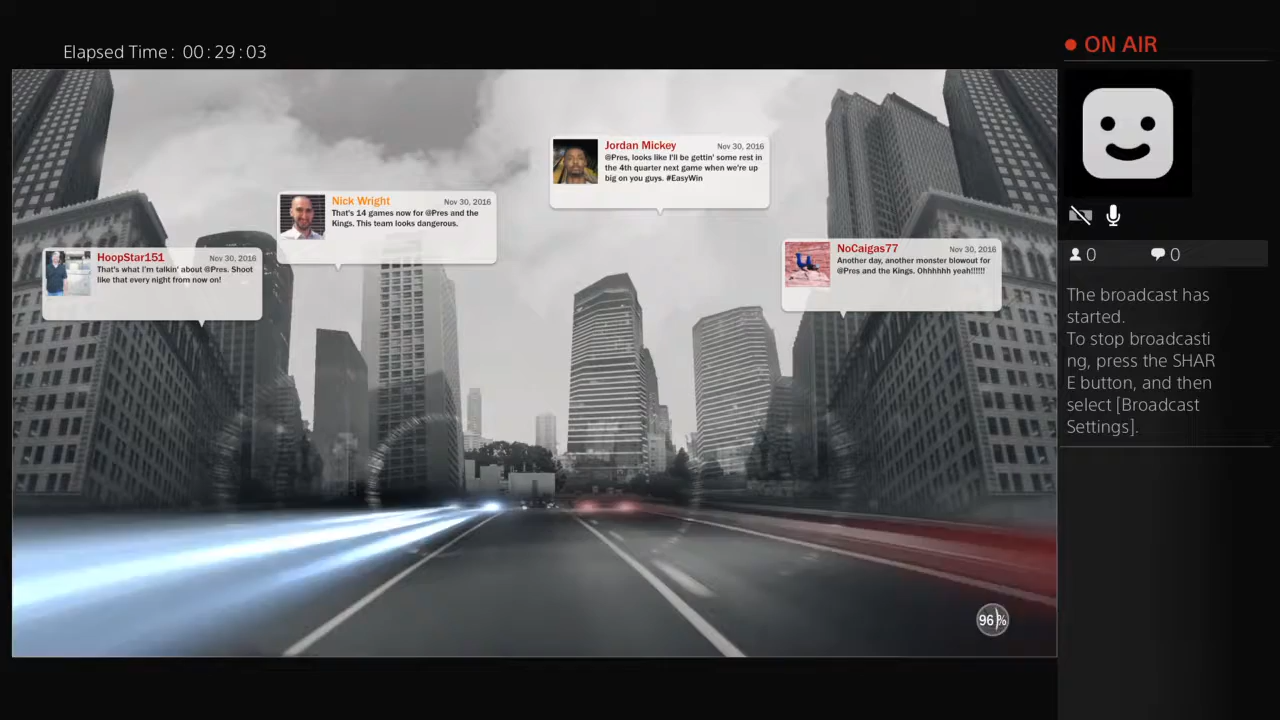 Elapsed Time: 00:29:03
ON AIR
Jordan Mickey Nov 30, 2016
@Pres, looks like I'll be gettin' some rest in
the 4th quarter next game when we're up
big on you guys. #EasyWin
Nick Wright Nov 30, 2016
That's 14 games now for @Pres and the
Kings. This team looks dangerous.
HoopStar151 Nov 30, 2016
That's what I'm talkin' about @Pres. Shoot
like that every night from now on!
NoCaigas77 Nov 30, 2016
Another day, another monster blowout for
@Pres and the Kings. Ohhhhhh yeah!!!!!!
96%
0 0
The broadcast has
started.
To stop broadcasti
ng, press the SHAR
E button, and then
select [Broadcast
Settings].